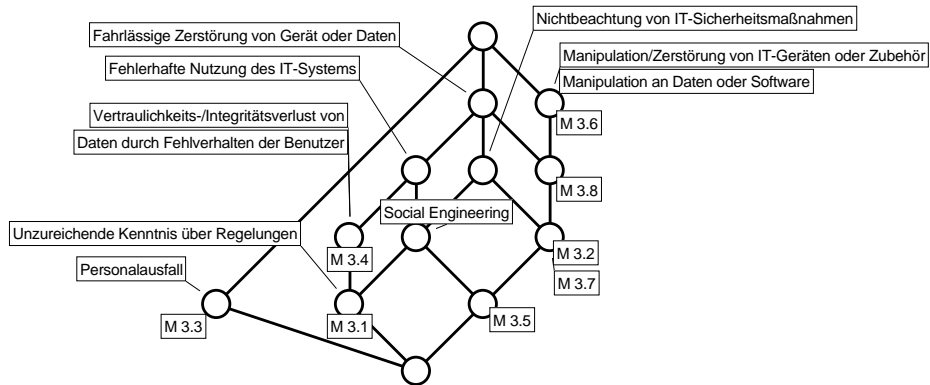 Nichtbeachtung von IT-Sicherheitsmaßnahmen
Fahrlässige Zerstörung von Gerät oder Daten
Manipulation/Zerstörung von IT-Geräten oder Zubehör
Fehlerhafte Nutzung des IT-Systems
Manipulation an Daten oder Software
Vertraulichkeits-/Integritätsverlust von
M 3.6
Daten durch Fehlverhalten der Benutzer
M 3.8
Social Engineering
Unzureichende Kenntnis über Regelungen
M 3.4
M 3.2
Personalausfall
M 3.7
M 3.3
M 3.1
M 3.5